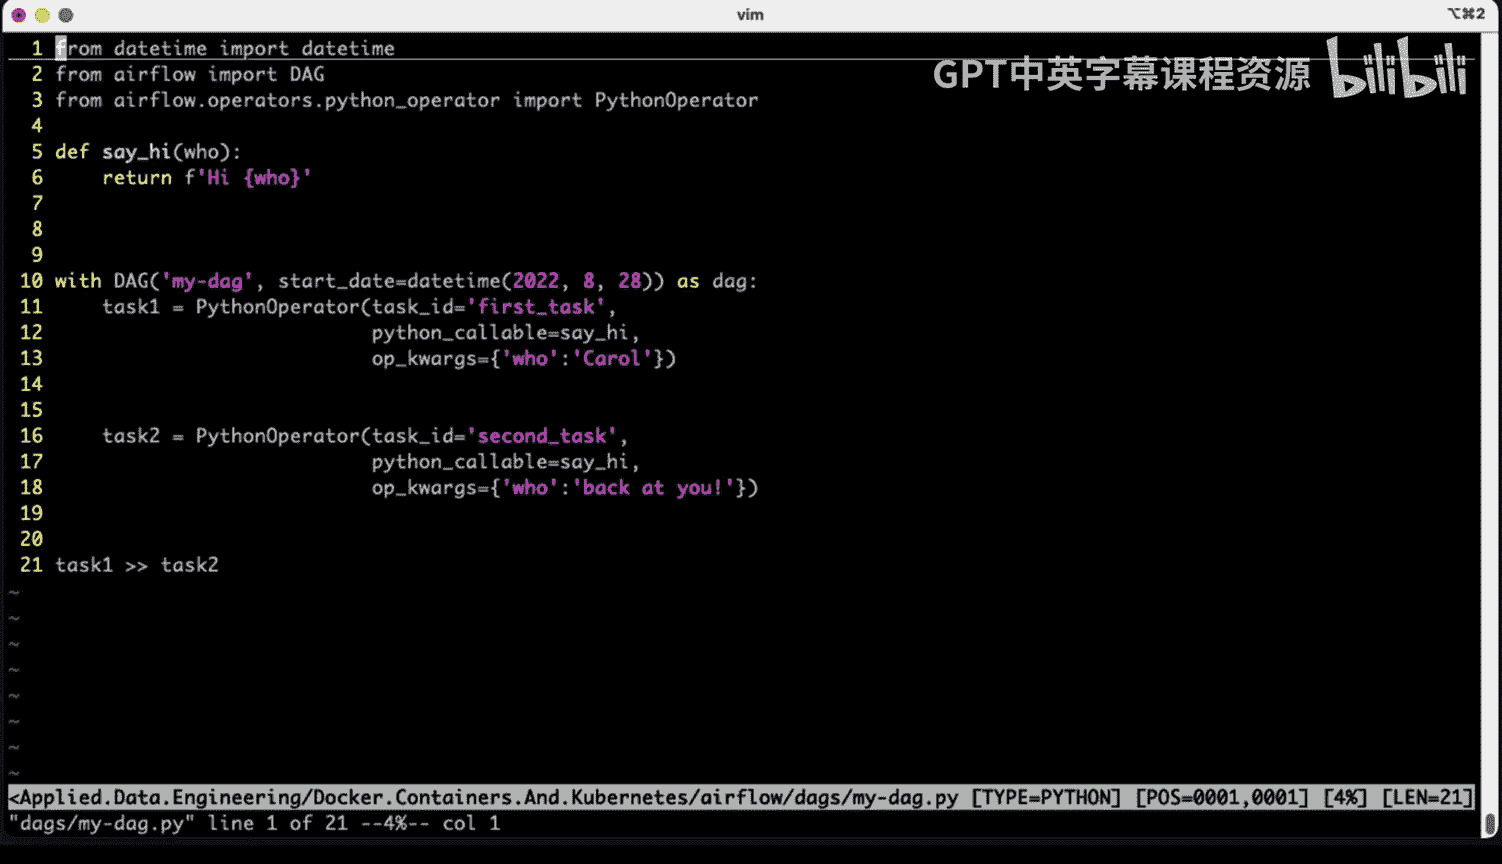 vim
⌥⌘2
GPT中英字幕课程资源 bilibili
1 from datetime import datetime
2 from airflow import DAG
3 from airflow.operators.python_operator import PythonOperator
4
5 def say_hi(who):
6     return f'Hi {who}'
7
8
9
10 with DAG('my-dag', start_date=datetime(2022, 8, 28)) as dag:
11     task1 = PythonOperator(task_id='first_task',
12                            python_callable=say_hi,
13                            op_kwargs={'who':'Carol'})
14
15
16     task2 = PythonOperator(task_id='second_task',
17                            python_callable=say_hi,
18                            op_kwargs={'who':'back at you!'})
19
20
21 task1 >> task2
~
~
~
~
~
~
~
~
<Applied.Data.Engineering/Docker.Containers.And.Kubernetes/airflow/dags/my-dag.py [TYPE=PYTHON] [POS=0001,0001] [4%] [LEN=21]
"dags/my-dag.py" line 1 of 21 --4%-- col 1